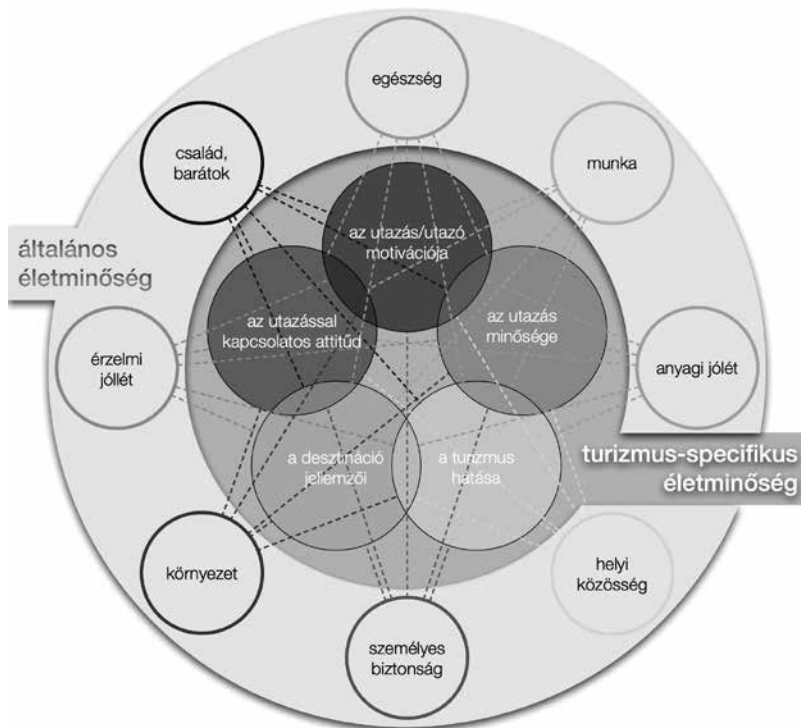 egészség
család,
barátok
munka
az utazás/utazó
motivációja
általános
életminőség
az utazással
kapcsolatos attitűd
az utazás
minősége
érzelmi
jóllét
anyagi jólét
a desztináció
jellemzői
a turizmus
hatása
turizmus-specifikus
életminőség
környezet
helyi
közösség
személyes
biztonság